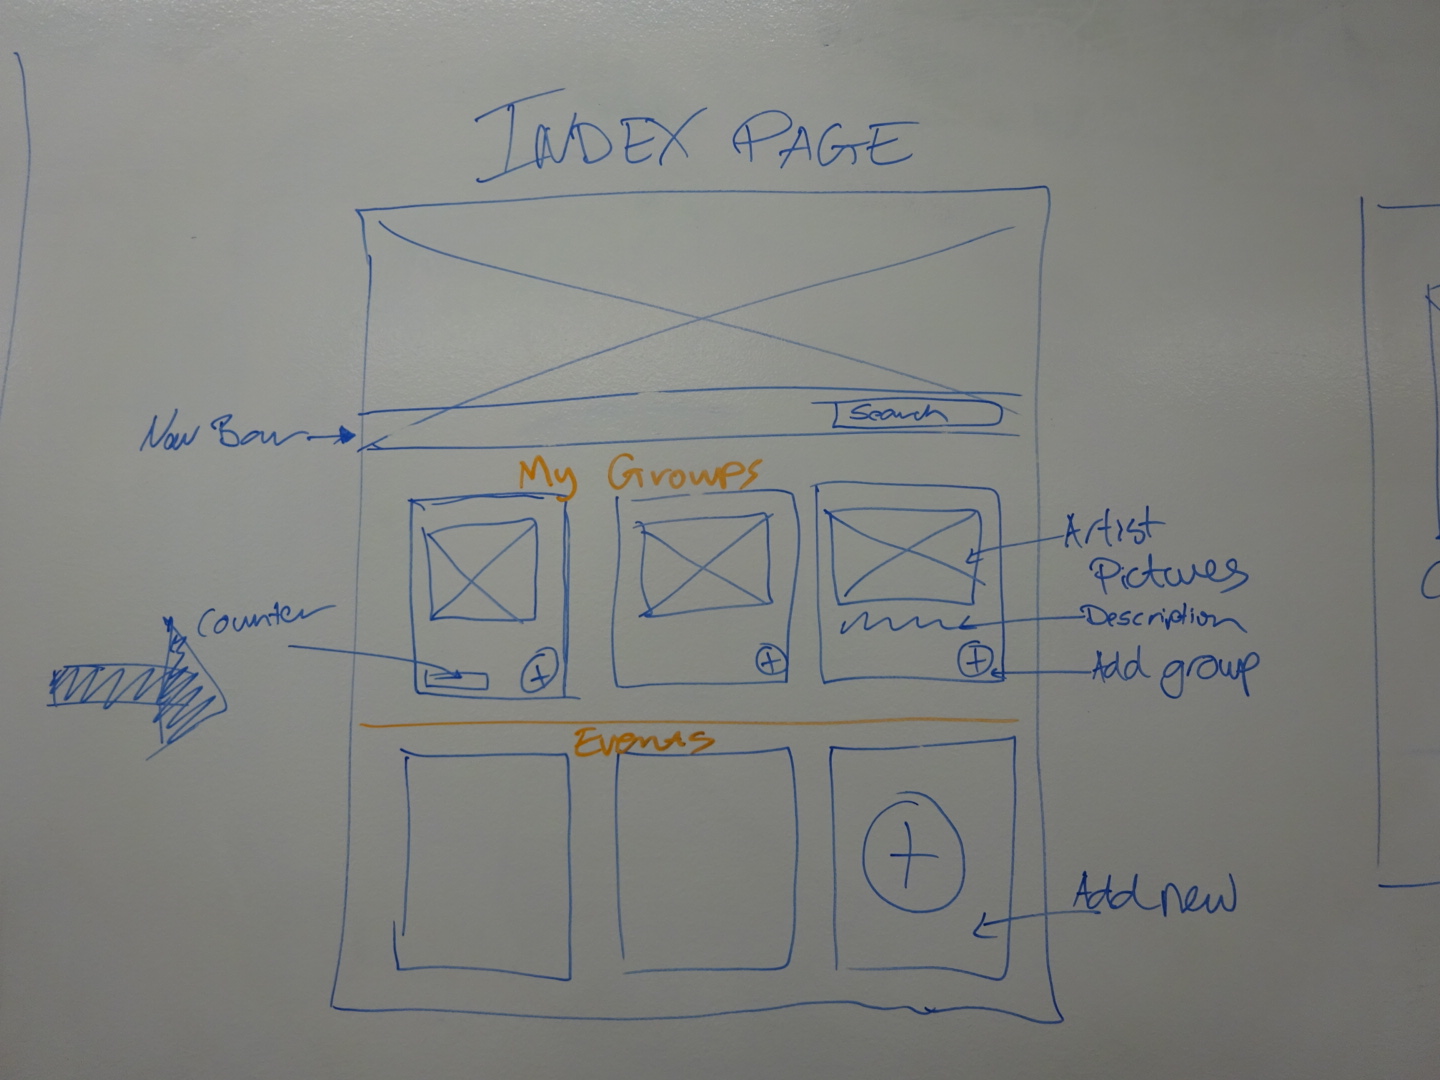 INDEX PAGE
Nav Bar
Search
My Groups
Artist
Pictures
Counter
Description
Add group
Events
Add new